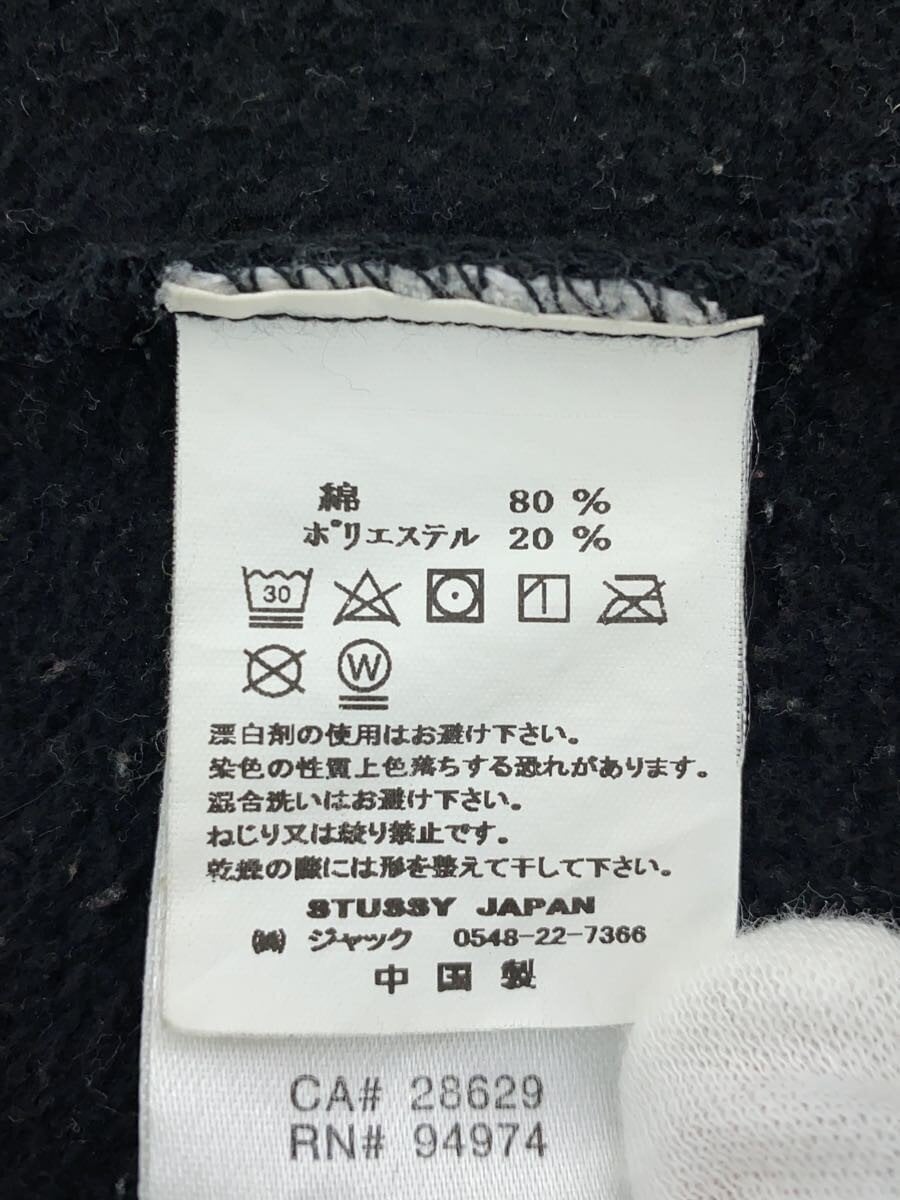 綿 80 %
ポリエステル 20 %
30
W
漂白剤の使用はお避け下さい。
染色の性質上色落ちする恐れがあります。
混合洗いはお避け下さい。
ねじり又は絞り禁止です。
乾燥の際には形を整えて干して下さい。
STUSSY JAPAN
㈱ ジャック 0548-22-7366
中国製
CA# 28629
RN# 94974